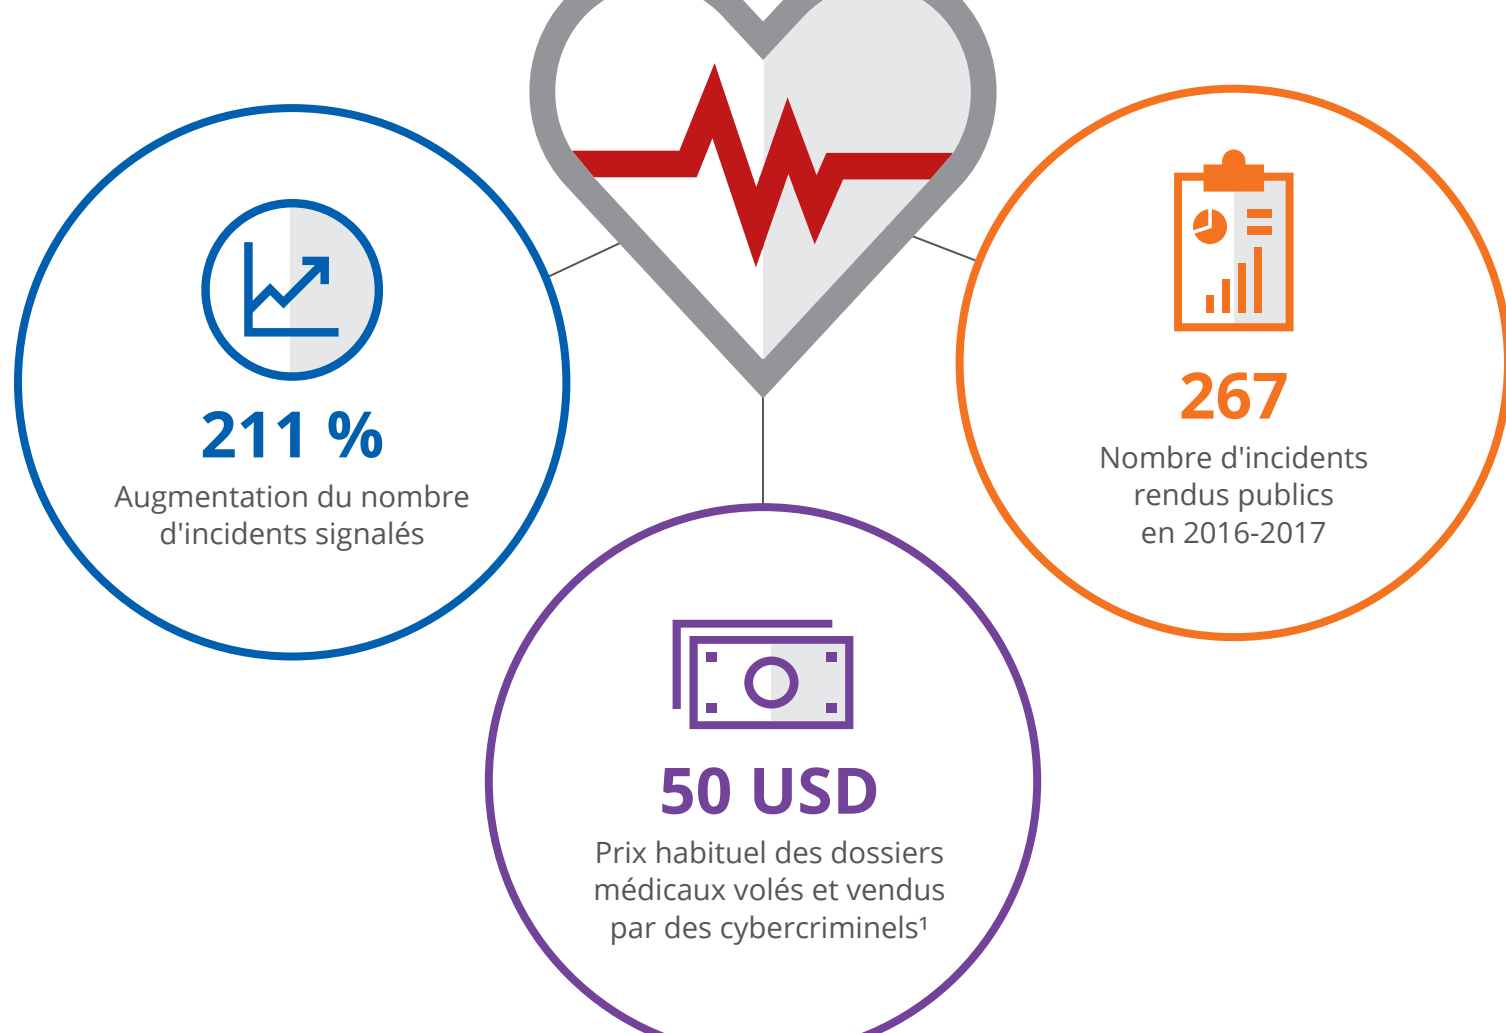 211 %
Augmentation du nombre
d'incidents signalés
267
Nombre d'incidents
rendus publics
en 2016-2017
50 USD
Prix habituel des dossiers
médicaux volés et vendus
par des cybercriminels¹